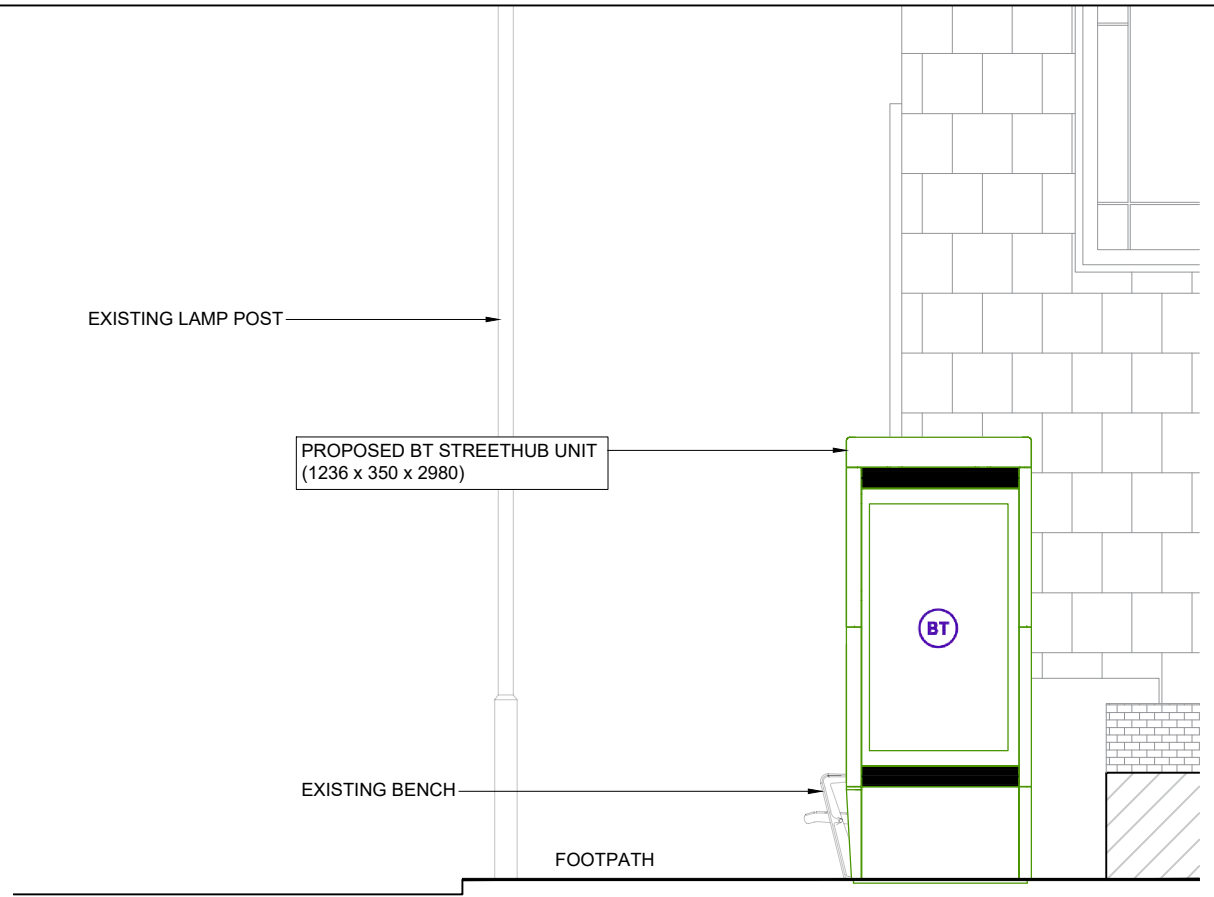 EXISTING LAMP POST
PROPOSED BT STREETHUB UNIT
(1236 x 350 x 2980)
BT
EXISTING BENCH
FOOTPATH